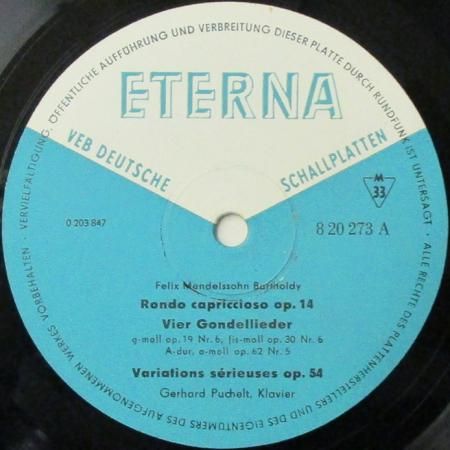 VERVIELFÄLTIGUNG, ÖFFENTLICHE AUFFÜHRUNG UND VERBREITUNG DIESER PLATTE DURCH RUNDFUNK IST UNTERSAGT · ALLE RECHTE DES PLATTENHERSTELLERS UND DES EIGENTÜMERS DES AUFGENOMMENEN WERKES VORBEHALTEN ·
ETERNA
VEB DEUTSCHE SCHALLPLATTEN
M
33
0 203 847
8 20 273 A
Felix Mendelssohn Bartholdy
Rondo capriccioso op. 14
Vier Gondellieder
g-moll op. 19 Nr. 6, fis-moll op. 30 Nr. 6
A-dur, a-moll op. 62 Nr. 5
Variations sérieuses op. 54
Gerhard Puchelt, Klavier